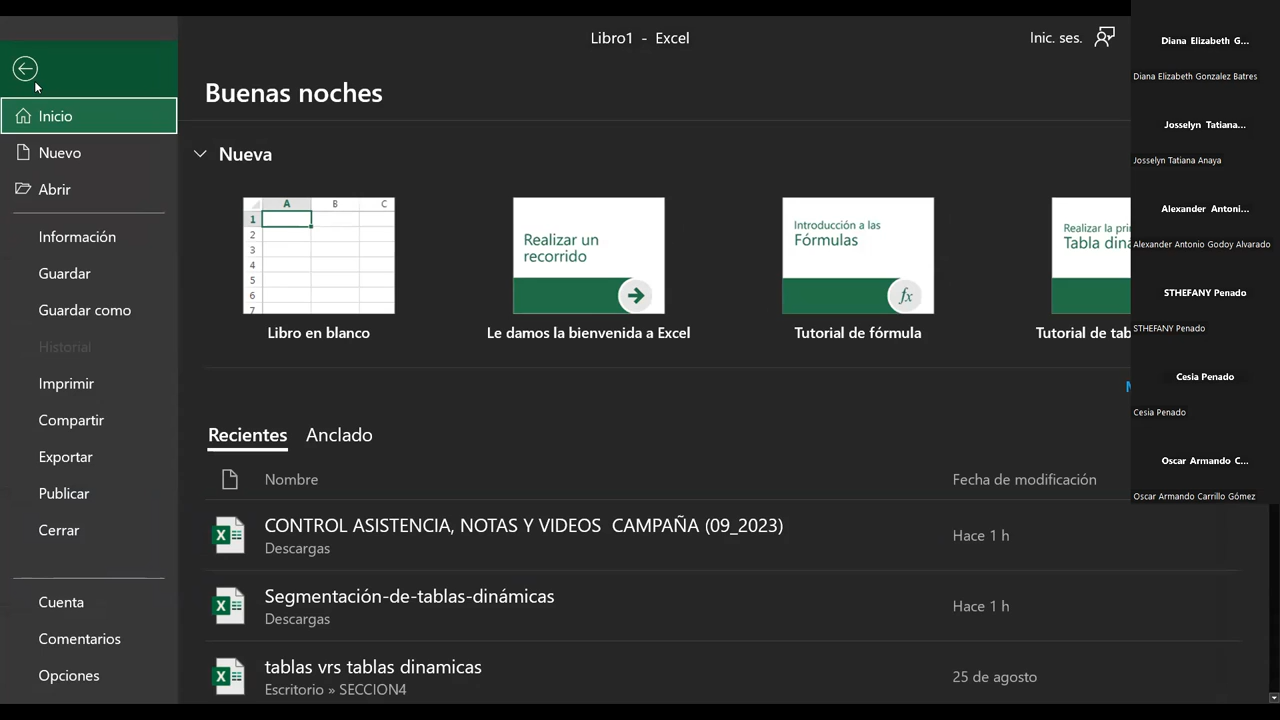 Libro1 - Excel
Inic. ses.
Inicio
Nuevo
Abrir
Información
Guardar
Guardar como
Historial
Imprimir
Compartir
Exportar
Publicar
Cerrar
Cuenta
Comentarios
Opciones
Buenas noches
Nueva
A B C
1
2
3
4
5
6
7
Libro en blanco
Realizar un
recorrido
Le damos la bienvenida a Excel
Introducción a las
Fórmulas
fx
Tutorial de fórmula
Realizar la
Tabla
Tutorial de
Recientes Anclado
Nombre Fecha de modificación
CONTROL ASISTENCIA, NOTAS Y VIDEOS CAMPAÑA (09_2023)
Descargas
Hace 1 h
Segmentación-de-tablas-dinámicas
Descargas
Hace 1 h
tablas vrs tablas dinamicas
Escritorio » SECCION4
25 de agosto
Diana Elizabeth G...
Diana Elizabeth Gonzalez Batres
Josselyn Tatiana...
Josselyn Tatiana Anaya
Alexander Antoni...
Alexander Antonio Godoy Alvarado
STHEFANY Penado
STHEFANY Penado
Cesia Penado
Cesia Penado
Oscar Armando C...
Oscar Armando Carrillo Gómez